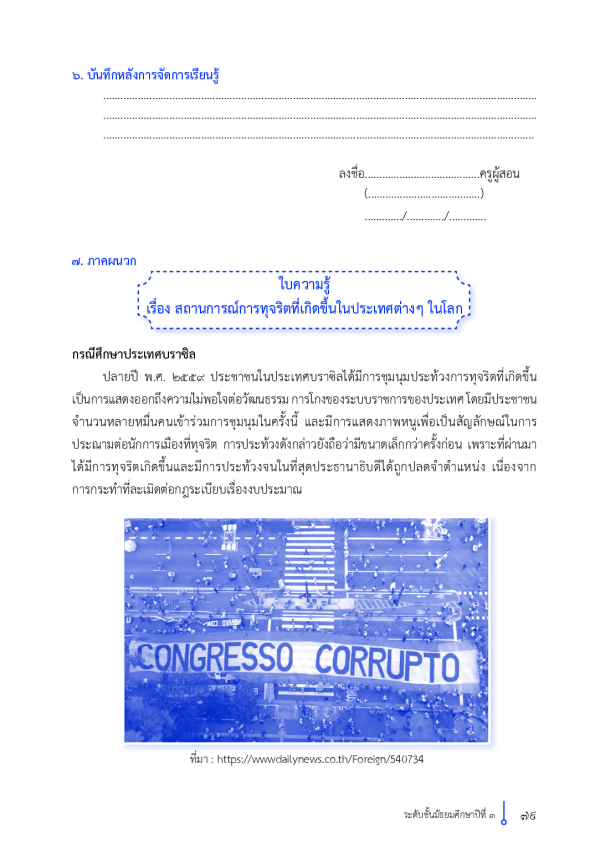 ๖. บันทึกหลังการจัดการเรียนรู้
........................................................................................................................................................
........................................................................................................................................................
.......................................................................................................................................................
ลงชื่อ........................................ครูผู้สอน
(.......................................)
............./............./.............
๗. ภาคผนวก
ใบความรู้
เรื่อง สถานการณ์การทุจริตที่เกิดขึ้นในประเทศต่างๆ ในโลก
กรณีศึกษาประเทศบราซิล
ปลายปี พ.ศ. ๒๕๕๙ ประชาชนในประเทศบราซิลได้มีการชุมนุมประท้วงการทุจริตที่เกิดขึ้น
เป็นการแสดงออกถึงความไม่พอใจต่อวัฒนธรรม การโกงของระบบราชการของประเทศ โดยมีประชาชน
จำนวนหลายหมื่นคนเข้าร่วมการชุมนุมในครั้งนี้ และมีการแสดงภาพหนูเพื่อเป็นสัญลักษณ์ในการ
ประณามต่อนักการเมืองที่ทุจริต การประท้วงดังกล่าวยังถือว่ามีขนาดเล็กกว่าครั้งก่อน เพราะที่ผ่านมา
ได้มีการทุจริตเกิดขึ้นและมีการประท้วงจนในที่สุดประธานาธิบดีได้ถูกปลดจำตำแหน่ง เนื่องจาก
การกระทำที่ละเมิดต่อกฎระเบียบเรื่องงบประมาณ
CONGRESSO CORRUPTO
ที่มา : https://wwwdailynews.co.th/Foreign/540734
ระดับชั้นมัธยมศึกษาปีที่ ๓
๗๕